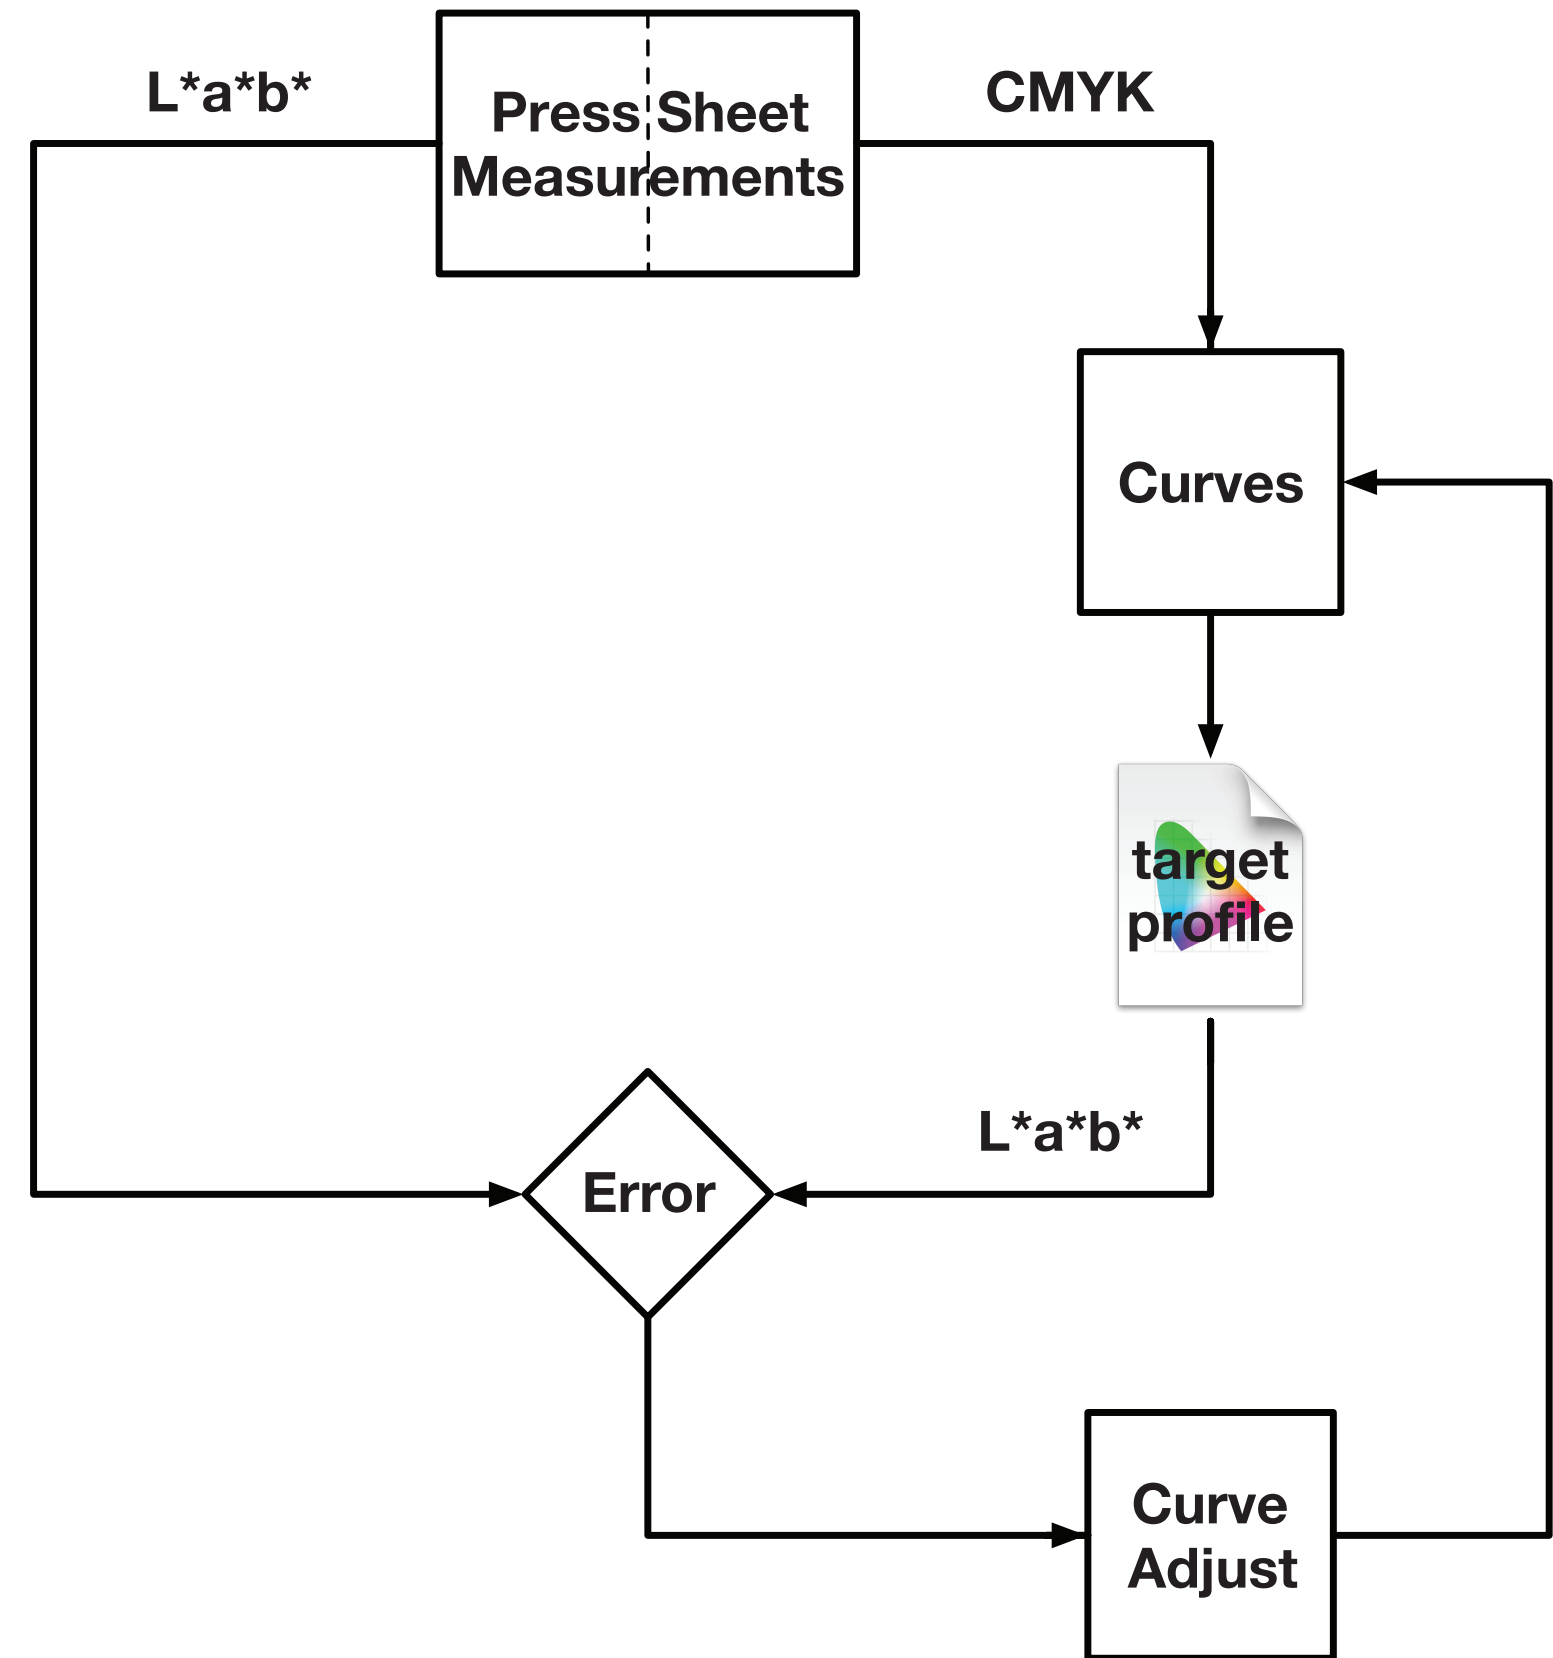 L*a*b*
Press Sheet
Measurements
CMYK
Curves
target
profile
L*a*b*
Error
Curve
Adjust